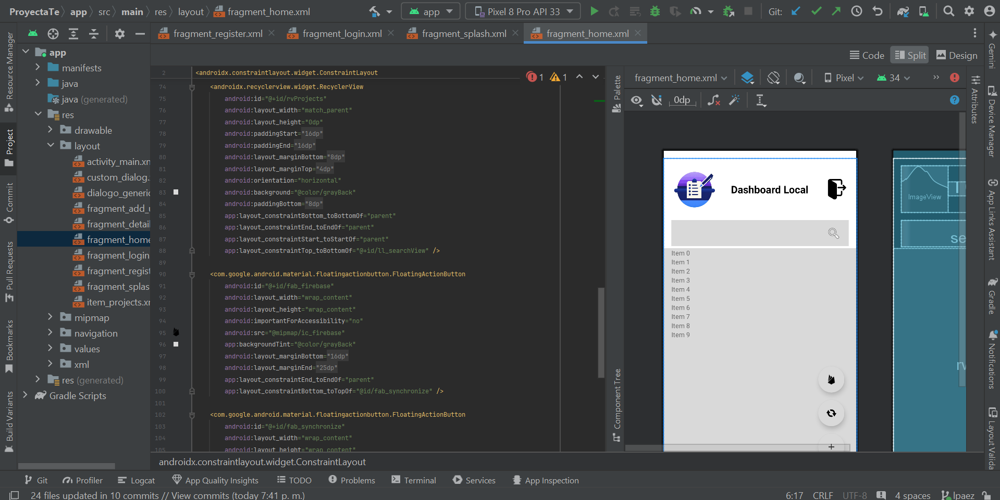 ProyectaTe app src main res layout fragment_home.xml
app
Pixel 8 Pro API 33
Git:
fragment_register.xml
fragment_login.xml
fragment_splash.xml
fragment_home.xml
Code
Split
Design
Resource Manager
Project
Commit
Pull Requests
Bookmarks
Build Variants
app
manifests
java
java (generated)
res
drawable
layout
activity_main.xm
custom_dialog.
dialogo_generic
fragment_add_u
fragment_detail
fragment_home
fragment_login
fragment_regist
fragment_splas
item_projects.xm
mipmap
navigation
values
xml
res (generated)
Gradle Scripts
2 <androidx.constraintlayout.widget.ConstraintLayout
1 1
74 <androidx.recyclerview.widget.RecyclerView
75 android:id="@+id/rvProjects"
76 android:layout_width="match_parent"
77 android:layout_height="0dp"
78 android:paddingStart="16dp"
79 android:paddingEnd="16dp"
80 android:layout_marginBottom="8dp"
81 android:layout_marginTop="4dp"
82 android:orientation="horizontal"
83 android:background="@color/grayBack"
84 android:paddingBottom="8dp"
85 app:layout_constraintBottom_toBottomOf="parent"
86 app:layout_constraintEnd_toEndOf="parent"
87 app:layout_constraintStart_toStartOf="parent"
88 app:layout_constraintTop_toBottomOf="@+id/ll_searchView" />
89
90 <com.google.android.material.floatingactionbutton.FloatingActionButton
91 android:id="@+id/fab_firebase"
92 android:layout_width="wrap_content"
93 android:layout_height="wrap_content"
94 android:importantForAccessibility="no"
95 android:src="@mipmap/ic_firebase"
96 app:backgroundTint="@color/grayBack"
97 android:layout_marginBottom="16dp"
98 android:layout_marginEnd="25dp"
99 app:layout_constraintEnd_toEndOf="parent"
100 app:layout_constraintBottom_toTopOf="@id/fab_synchronize" />
101
102 <com.google.android.material.floatingactionbutton.FloatingActionButton
103 android:id="@+id/fab_synchronize"
104 android:layout_width="wrap_content"
105 android:layout_height="wrap_content"
androidx.constraintlayout.widget.ConstraintLayout
Palette
Component Tree
fragment_home.xml
Pixel
34
0dp
Dashboard Local
Item 0
Item 1
Item 2
Item 3
Item 4
Item 5
Item 6
Item 7
Item 8
Item 9
ImageView
se
rv
Attributes
Gemini
Device Manager
App Links Assistant
Gradle
Notifications
Layout Valida
Git
Profiler
Logcat
App Quality Insights
TODO
Problems
Terminal
Services
App Inspection
24 files updated in 10 commits // View commits (today 7:41 p. m.)
6:17
CRLF
UTF-8
4 spaces
lpaez